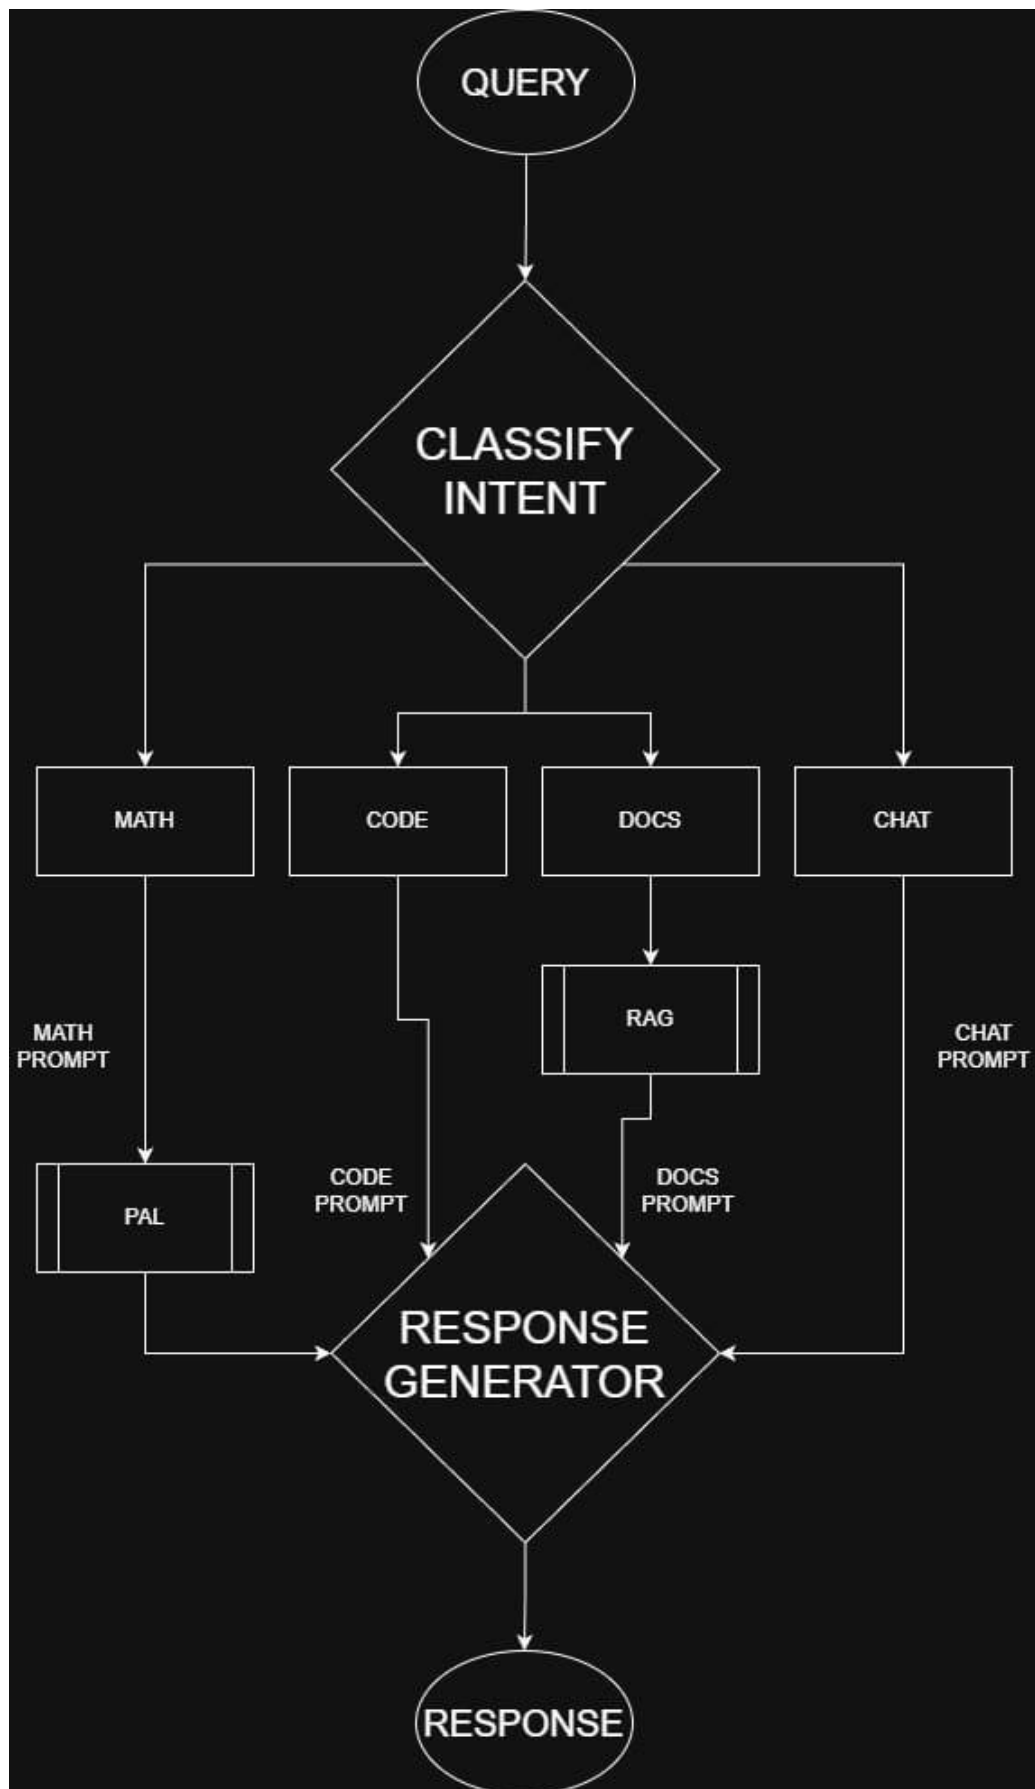 QUERY
CLASSIFY
INTENT
MATH
CODE
DOCS
CHAT
RAG
MATH
PROMPT
CHAT
PROMPT
CODE
PROMPT
DOCS
PROMPT
PAL
RESPONSE
GENERATOR
RESPONSE